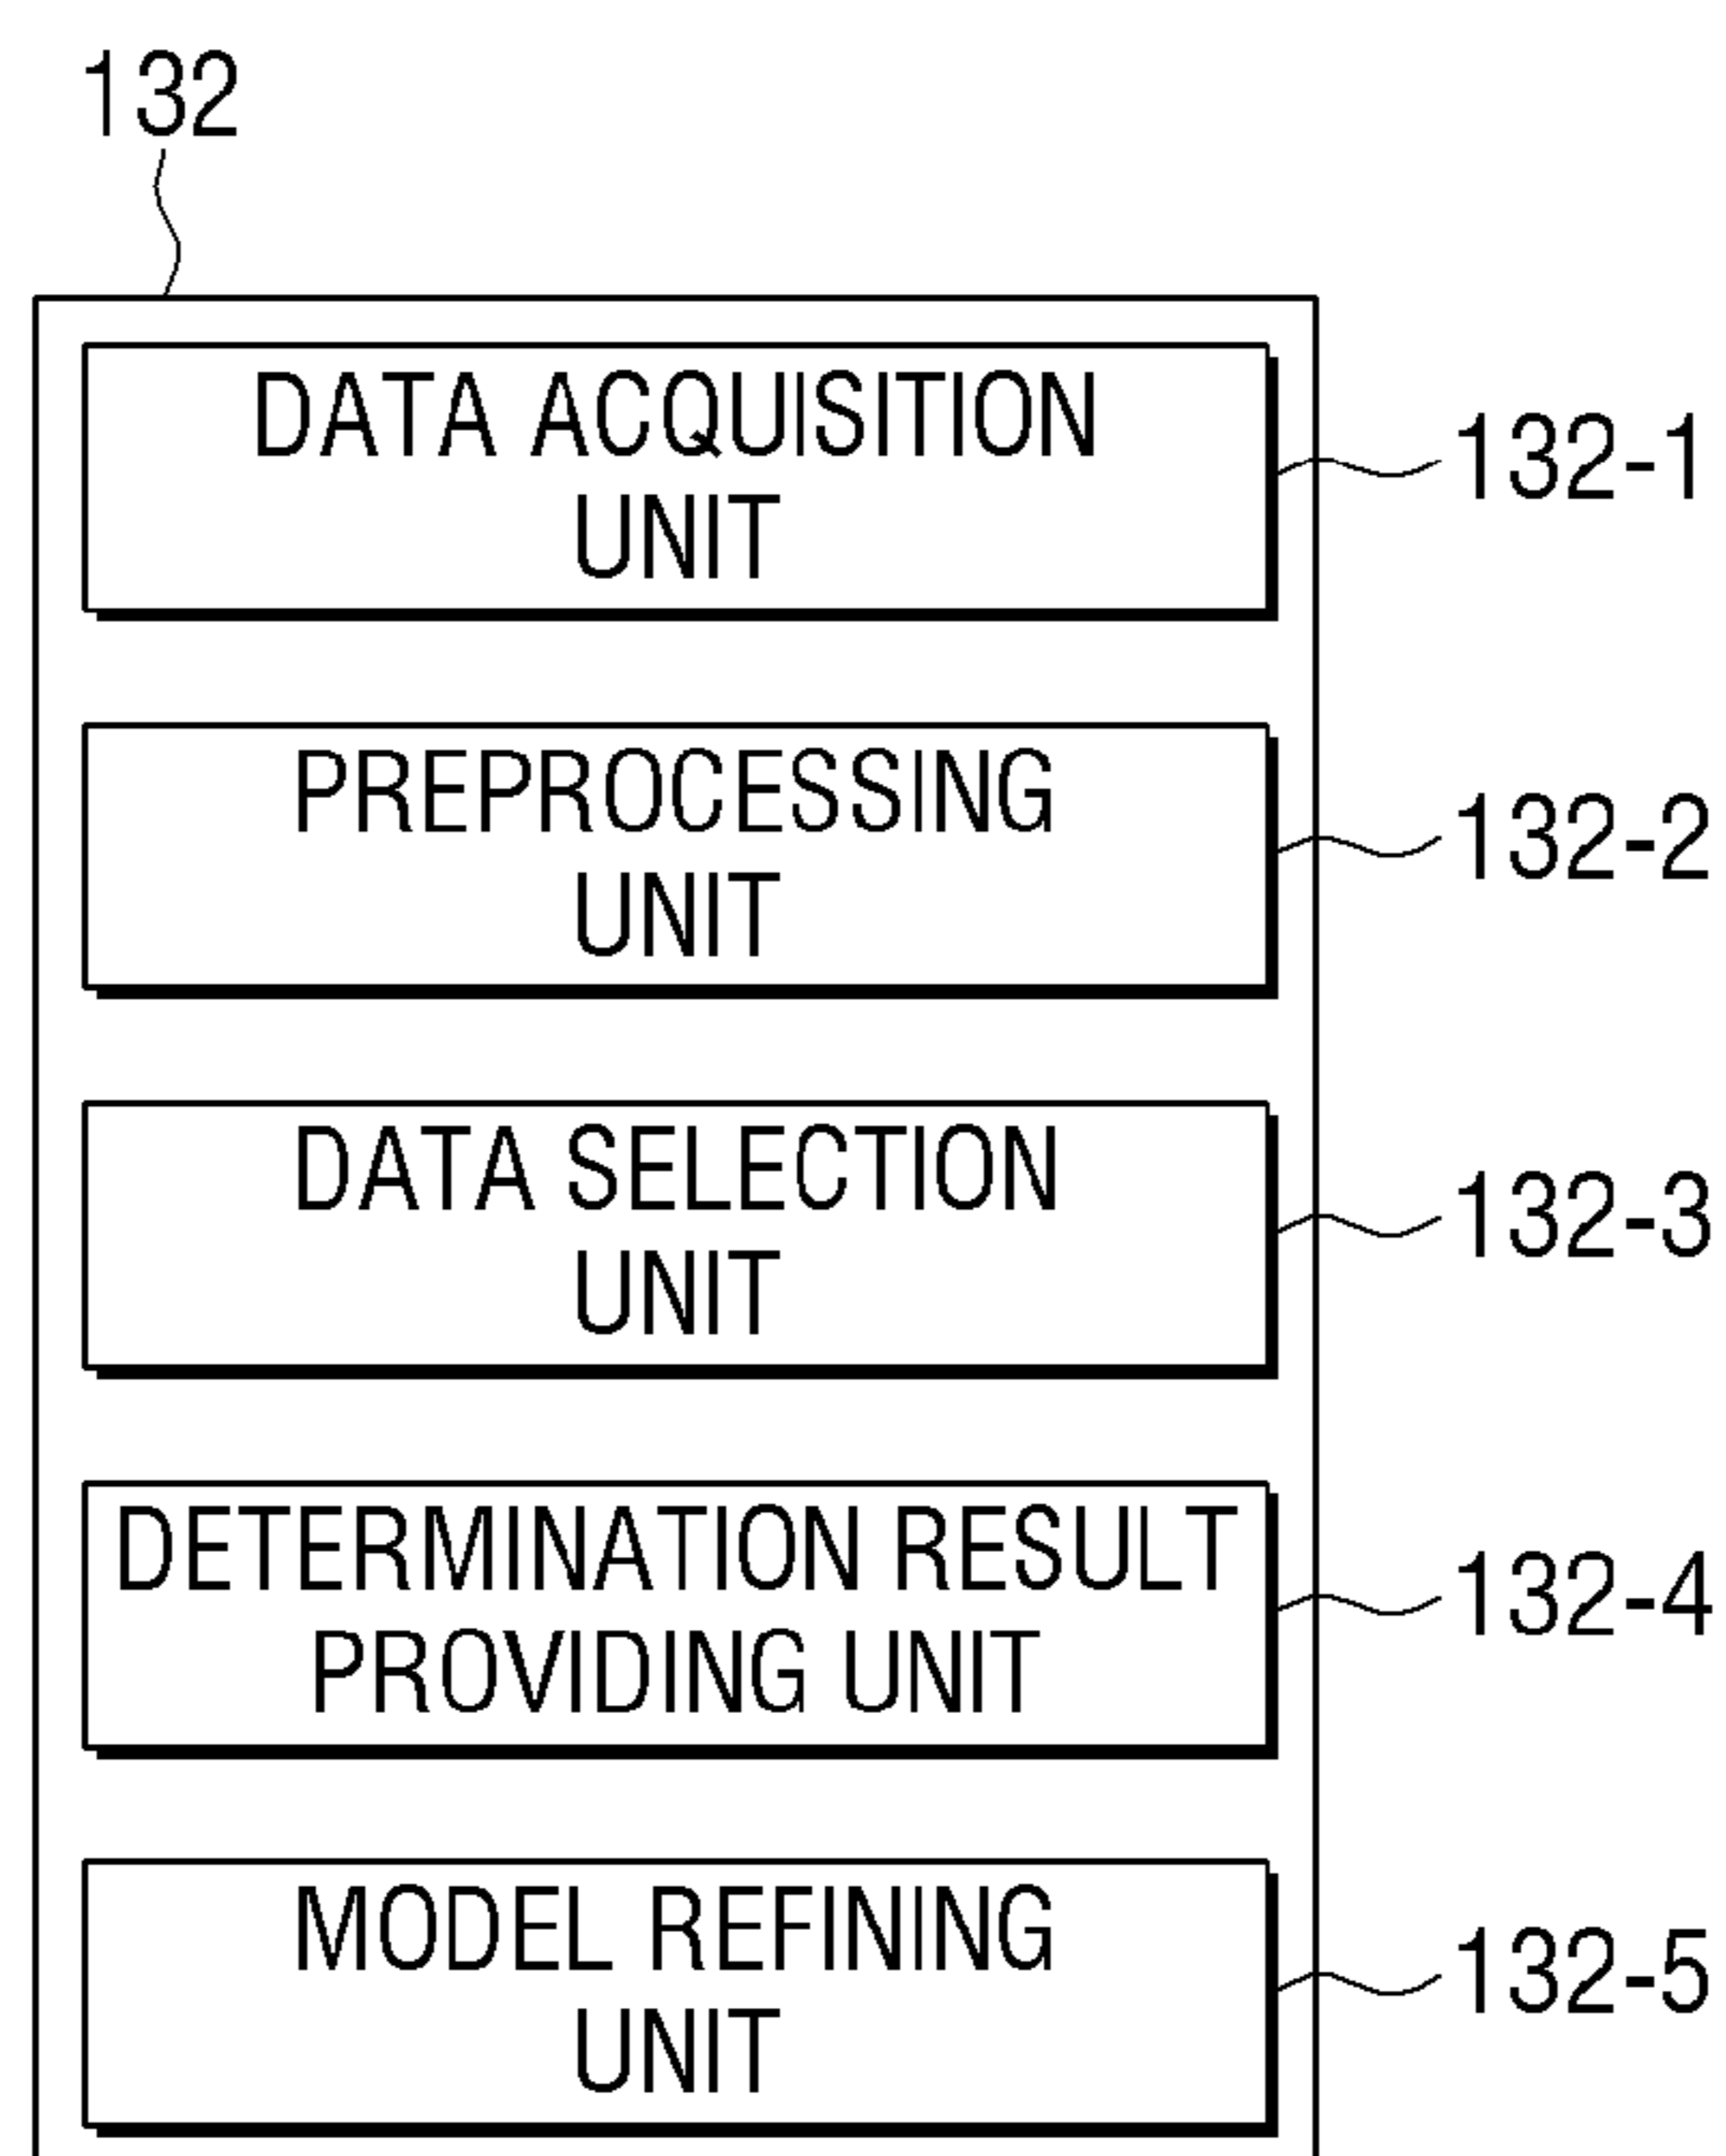 132
DATA ACQUISITION
UNIT
132-1
PREPROCESSING
UNIT
132-2
DATA SELECTION
UNIT
132-3
DETERMINATION RESULT
PROVIDING UNIT
132-4
MODEL REFINING
UNIT
132-5